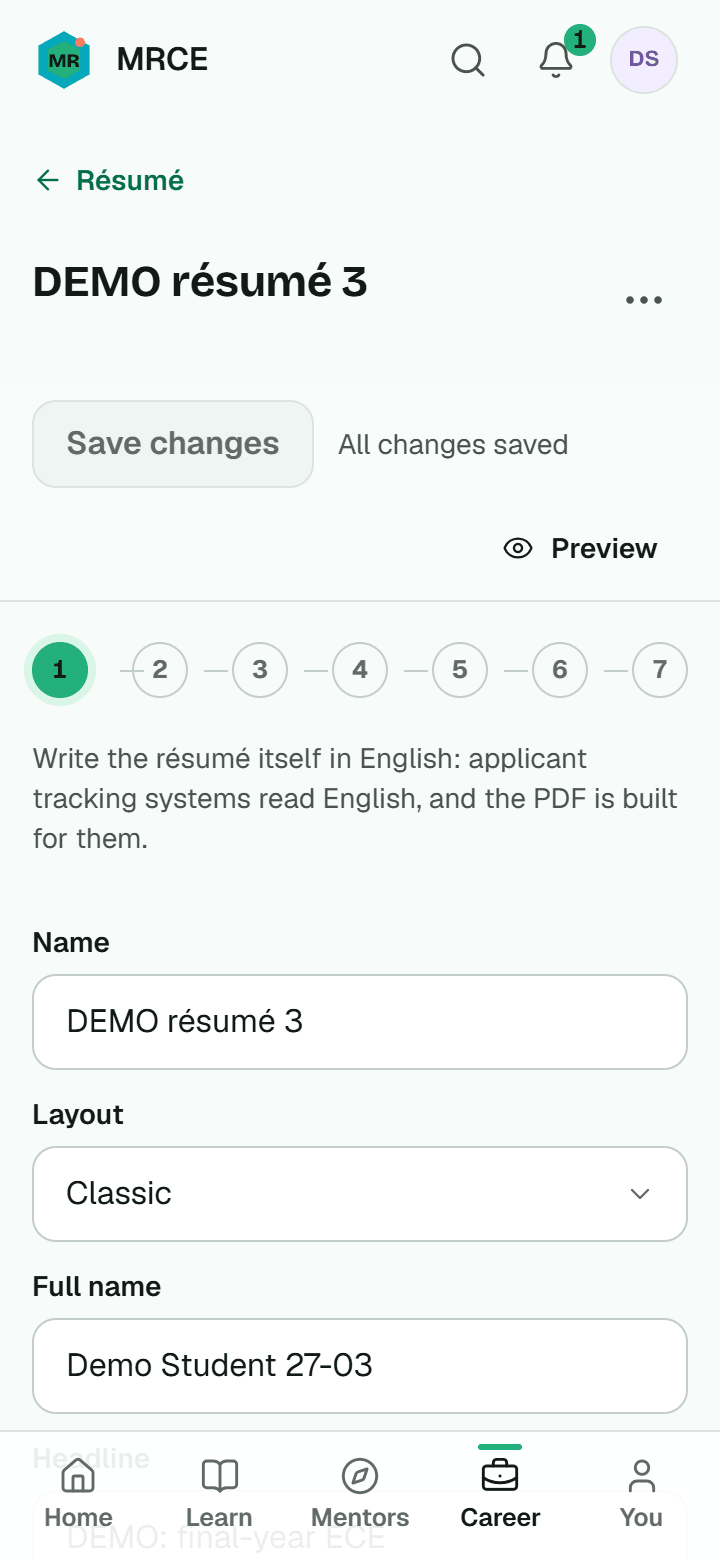 MR
MRCE
1
DS
Résumé
DEMO résumé 3
Save changes
All changes saved
Preview
1 2 3 4 5 6 7
Write the résumé itself in English: applicant
tracking systems read English, and the PDF is built
for them.
Name
DEMO résumé 3
Layout
Classic
Full name
Demo Student 27-03
Headline
Home Learn Mentors Career You
DEMO: final-year ECE